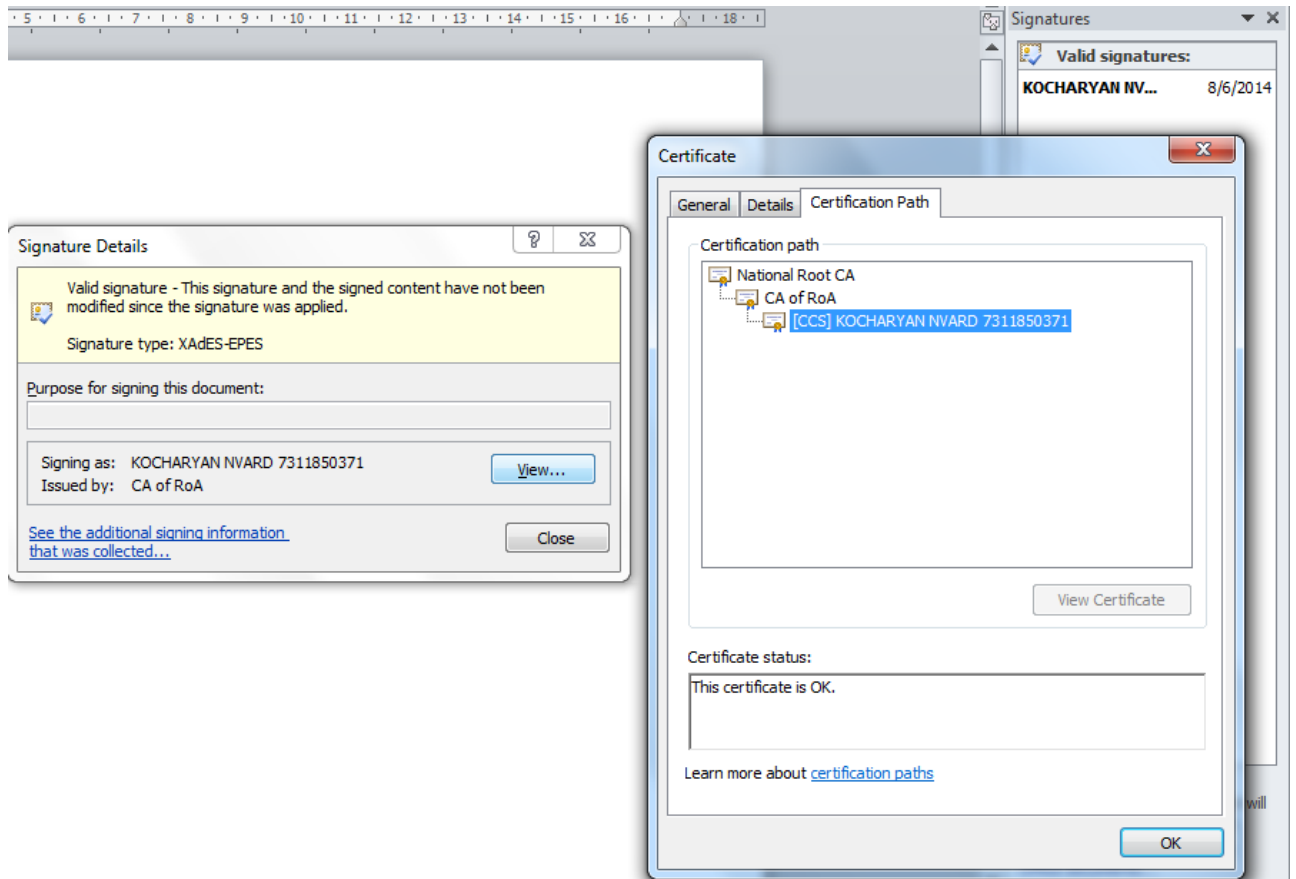 5 6 7 8 9 10 11 12 13 14 15 16 18
Signatures
Valid signatures:
KOCHARYAN NV... 8/6/2014
Signature Details
Valid signature - This signature and the signed content have not been
modified since the signature was applied.
Signature type: XAdES-EPES
Purpose for signing this document:
Signing as: KOCHARYAN NVARD 7311850371
View...
Issued by: CA of RoA
See the additional signing information
that was collected...
Close
Certificate
General Details Certification Path
Certification path
National Root CA
CA of RoA
[CCS] KOCHARYAN NVARD 7311850371
View Certificate
Certificate status:
This certificate is OK.
Learn more about certification paths
OK
will